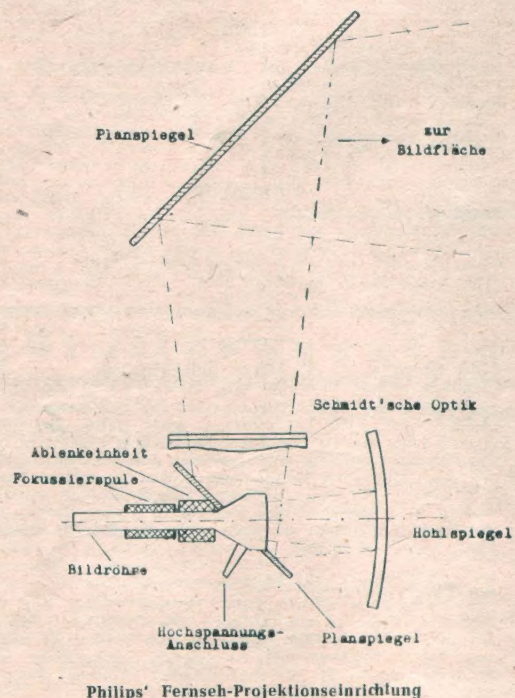 Planspiegel
zur
Bildfläche
Schmidt'sche Optik
Ablenkeinheit
Fokussierspule
Hohlspiegel
Bildröhre
Hochspannungs-
Anschluss
Planspiegel
Philips' Fernseh-Projektionseinrichtung